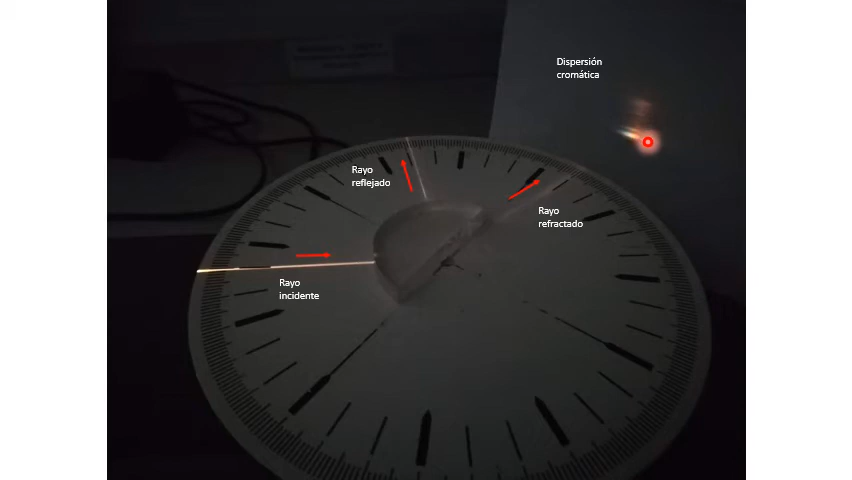 Dispersión
cromática
Rayo
reflejado
Rayo
refractado
Rayo
incidente